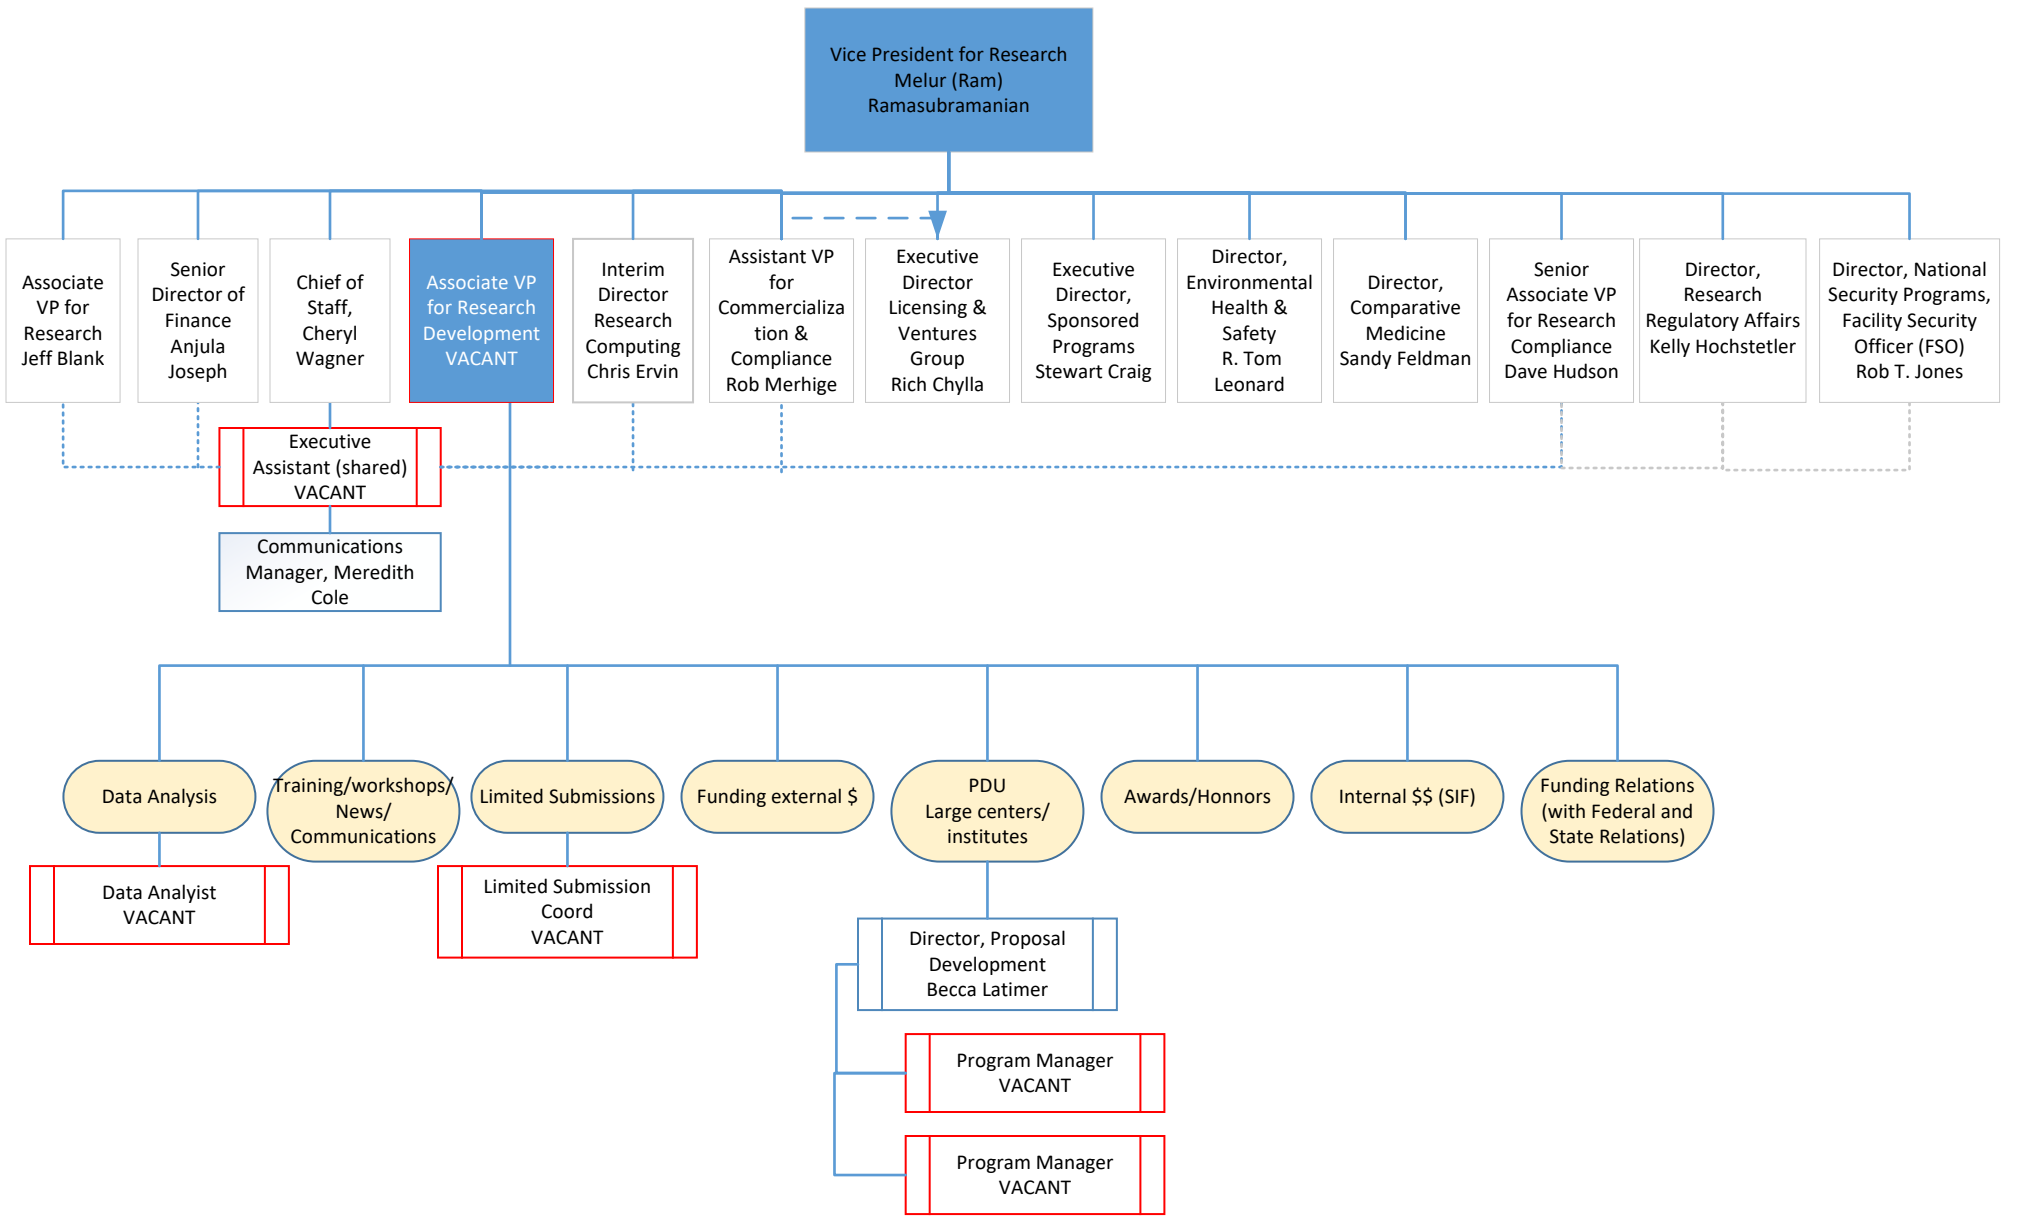 Vice President for Research
Melur (Ram)
Ramasubramanian
Associate
VP for
Research
Jeff Blank
Senior
Director of
Finance
Anjula
Joseph
Chief of
Staff,
Cheryl
Wagner
Associate VP
for Research
Development
VACANT
Interim
Director
Research
Computing
Chris Ervin
Assistant VP
for
Commercializa
tion &
Compliance
Rob Merhige
Executive
Director
Licensing &
Ventures
Group
Rich Chylla
Executive
Director,
Sponsored
Programs
Stewart Craig
Director,
Environmental
Health &
Safety
R. Tom
Leonard
Director,
Comparative
Medicine
Sandy Feldman
Senior
Associate VP
for Research
Compliance
Dave Hudson
Director,
Research
Regulatory Affairs
Kelly Hochstetler
Director, National
Security Programs,
Facility Security
Officer (FSO)
Rob T. Jones
Executive
Assistant (shared)
VACANT
Communications
Manager, Meredith
Cole
Data Analysis
Training/workshops/
News/
Communications
Limited Submissions
Funding external $
PDU
Large centers/
institutes
Awards/Honnors
Internal $$ (SIF)
Funding Relations
(with Federal and
State Relations)
Data Analyist
VACANT
Limited Submission
Coord
VACANT
Director, Proposal
Development
Becca Latimer
Program Manager
VACANT
Program Manager
VACANT